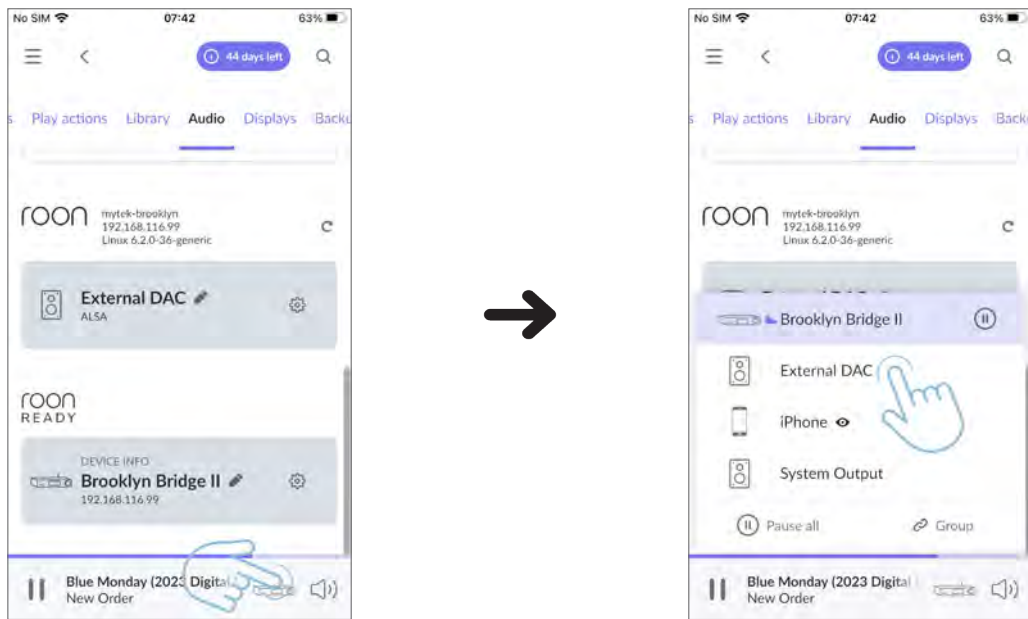 No SIM 07:42 63%
44 days left
s Play actions Library Audio Displays Backu
roon
mytek-brooklyn
192.168.116.99
Linux 6.2.0-36-generic
External DAC
ALSA
roon
READY
DEVICE INFO
Brooklyn Bridge II
192.168.116.99
Blue Monday (2023 Digital
New Order
No SIM 07:42 63%
44 days left
s Play actions Library Audio Displays Back
roon
mytek-brooklyn
192.168.116.99
Linux 6.2.0-36-generic
Brooklyn Bridge II
External DAC
iPhone
System Output
Pause all Group
Blue Monday (2023 Digital
New Order